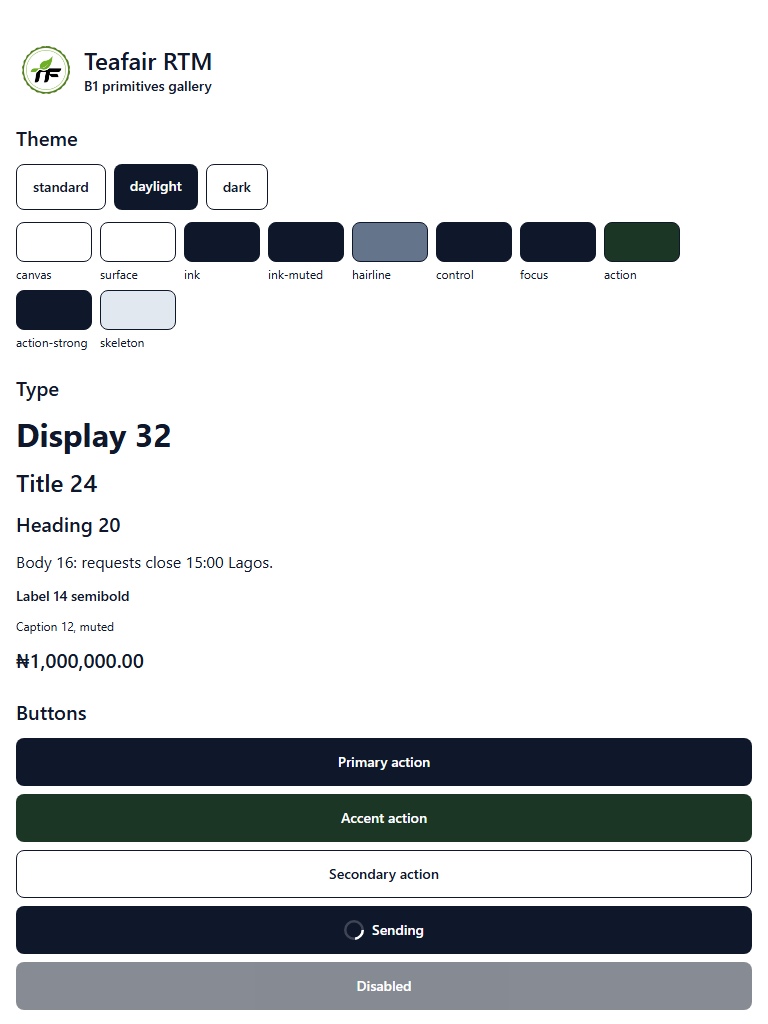 TF
Teafair RTM
B1 primitives gallery
Theme
standard daylight dark
canvas surface ink ink-muted hairline control focus action
action-strong skeleton
Type
Display 32
Title 24
Heading 20
Body 16: requests close 15:00 Lagos.
Label 14 semibold
Caption 12, muted
₦1,000,000.00
Buttons
Primary action
Accent action
Secondary action
Sending
Disabled